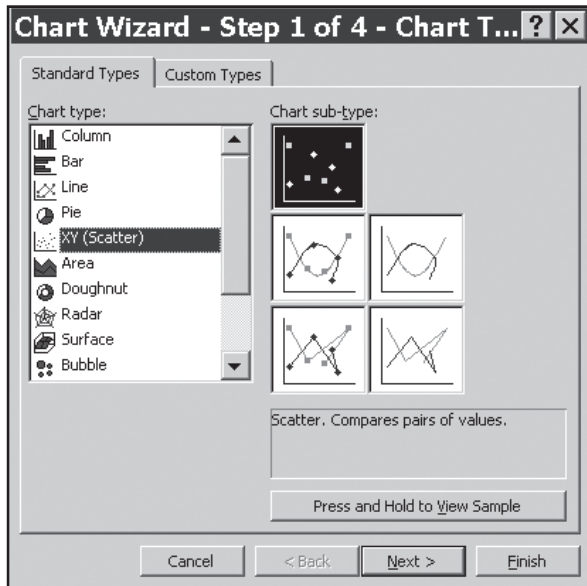 Chart Wizard - Step 1 of 4 - Chart T... ? X
Standard Types Custom Types
Chart type:
Column
Bar
Line
Pie
XY (Scatter)
Area
Doughnut
Radar
Surface
Bubble
Chart sub-type:
Scatter. Compares pairs of values.
Press and Hold to View Sample
Cancel < Back Next > Finish